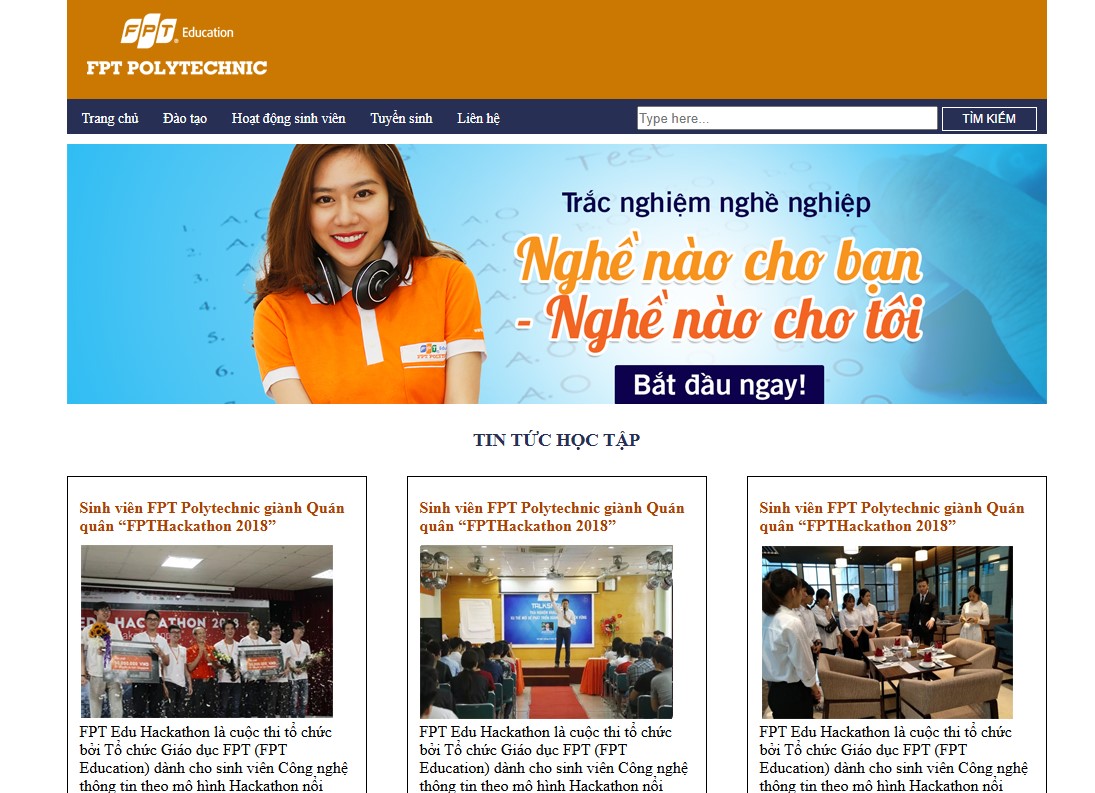 FPT Education
FPT POLYTECHNIC
Trang chủ Đào tạo Hoạt động sinh viên Tuyển sinh Liên hệ Type here... TÌM KIẾM
Test
Trắc nghiệm nghề nghiệp
Nghề nào cho bạn
- Nghề nào cho tôi
Bắt đầu ngay!
TIN TỨC HỌC TẬP
Sinh viên FPT Polytechnic giành Quán
quân “FPTHackathon 2018”
EDU HACKATHON 2018
FPT Edu Hackathon là cuộc thi tổ chức
bởi Tổ chức Giáo dục FPT (FPT
Education) dành cho sinh viên Công nghệ
thông tin theo mô hình Hackathon nổi
Sinh viên FPT Polytechnic giành Quán
quân “FPTHackathon 2018”
FPT Edu Hackathon là cuộc thi tổ chức
bởi Tổ chức Giáo dục FPT (FPT
Education) dành cho sinh viên Công nghệ
thông tin theo mô hình Hackathon nổi
Sinh viên FPT Polytechnic giành Quán
quân “FPTHackathon 2018”
FPT Edu Hackathon là cuộc thi tổ chức
bởi Tổ chức Giáo dục FPT (FPT
Education) dành cho sinh viên Công nghệ
thông tin theo mô hình Hackathon nổi